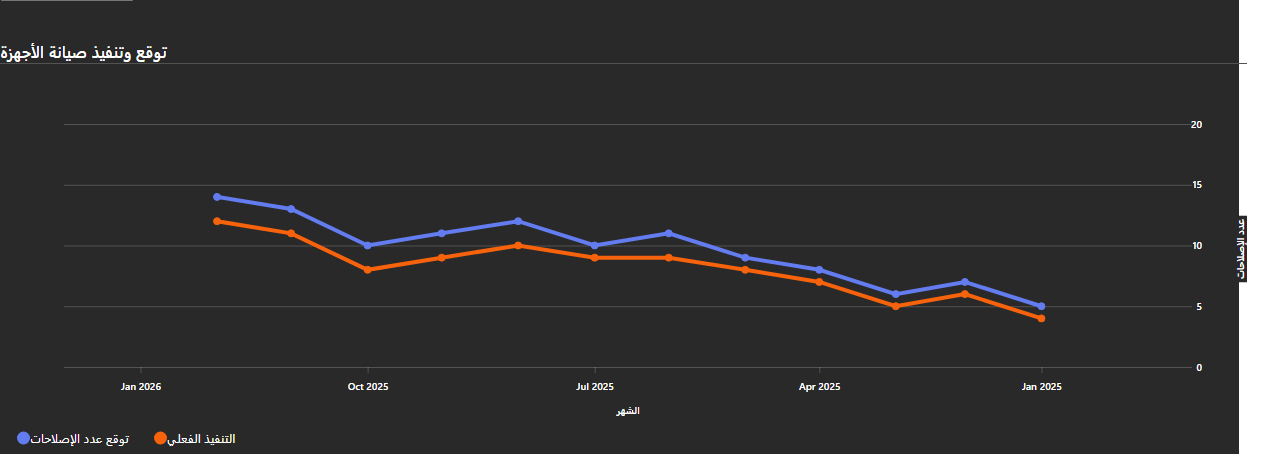 توقع وتنفيذ صيانة الأجهزة
20
15
10
5
0
عدد الإصلاحات
Jan 2026
Oct 2025
Jul 2025
Apr 2025
Jan 2025
الشهر
توقع عدد الإصلاحات
التنفيذ الفعلي